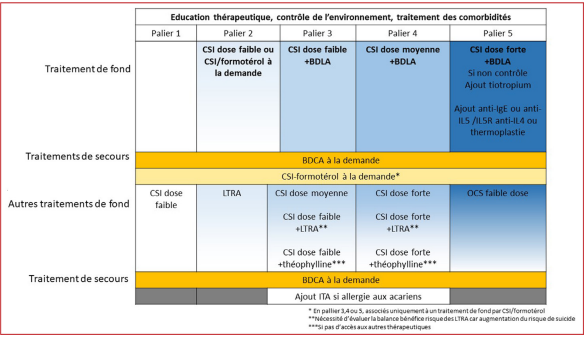 Education thérapeutique, contrôle de l'environnement, traitement des comorbidités
Palier 1 Palier 2 Palier 3 Palier 4 Palier 5
Traitement de fond
CSI dose faible ou
CSI/formotérol à
la demande
CSI dose faible
+BDLA
CSI dose moyenne
+BDLA
CSI dose forte
+BDLA
Si non contrôle
Ajout tiotropium
Ajout anti-IgE ou anti-
IL5 /IL5R anti-IL4 ou
thermoplastie
Traitements de secours
BDCA à la demande
CSI-formotérol à la demande*
Autres traitements de fond
CSI dose
faible
LTRA
CSI dose moyenne
CSI dose faible
+LTRA**
CSI dose faible
+théophylline***
CSI dose forte
CSI dose forte
+LTRA**
CSI dose forte
+théophylline***
OCS faible dose
Traitement de secours
BDCA à la demande
Ajout ITA si allergie aux acariens
* En pallier 3,4 ou 5, associés uniquement à un traitement de fond par CSI/formotérol
**Nécessité d'évaluer la balance bénéfice risque des LTRA car augmentation du risque de suicide
***Si pas d'accès aux autres thérapeutiques